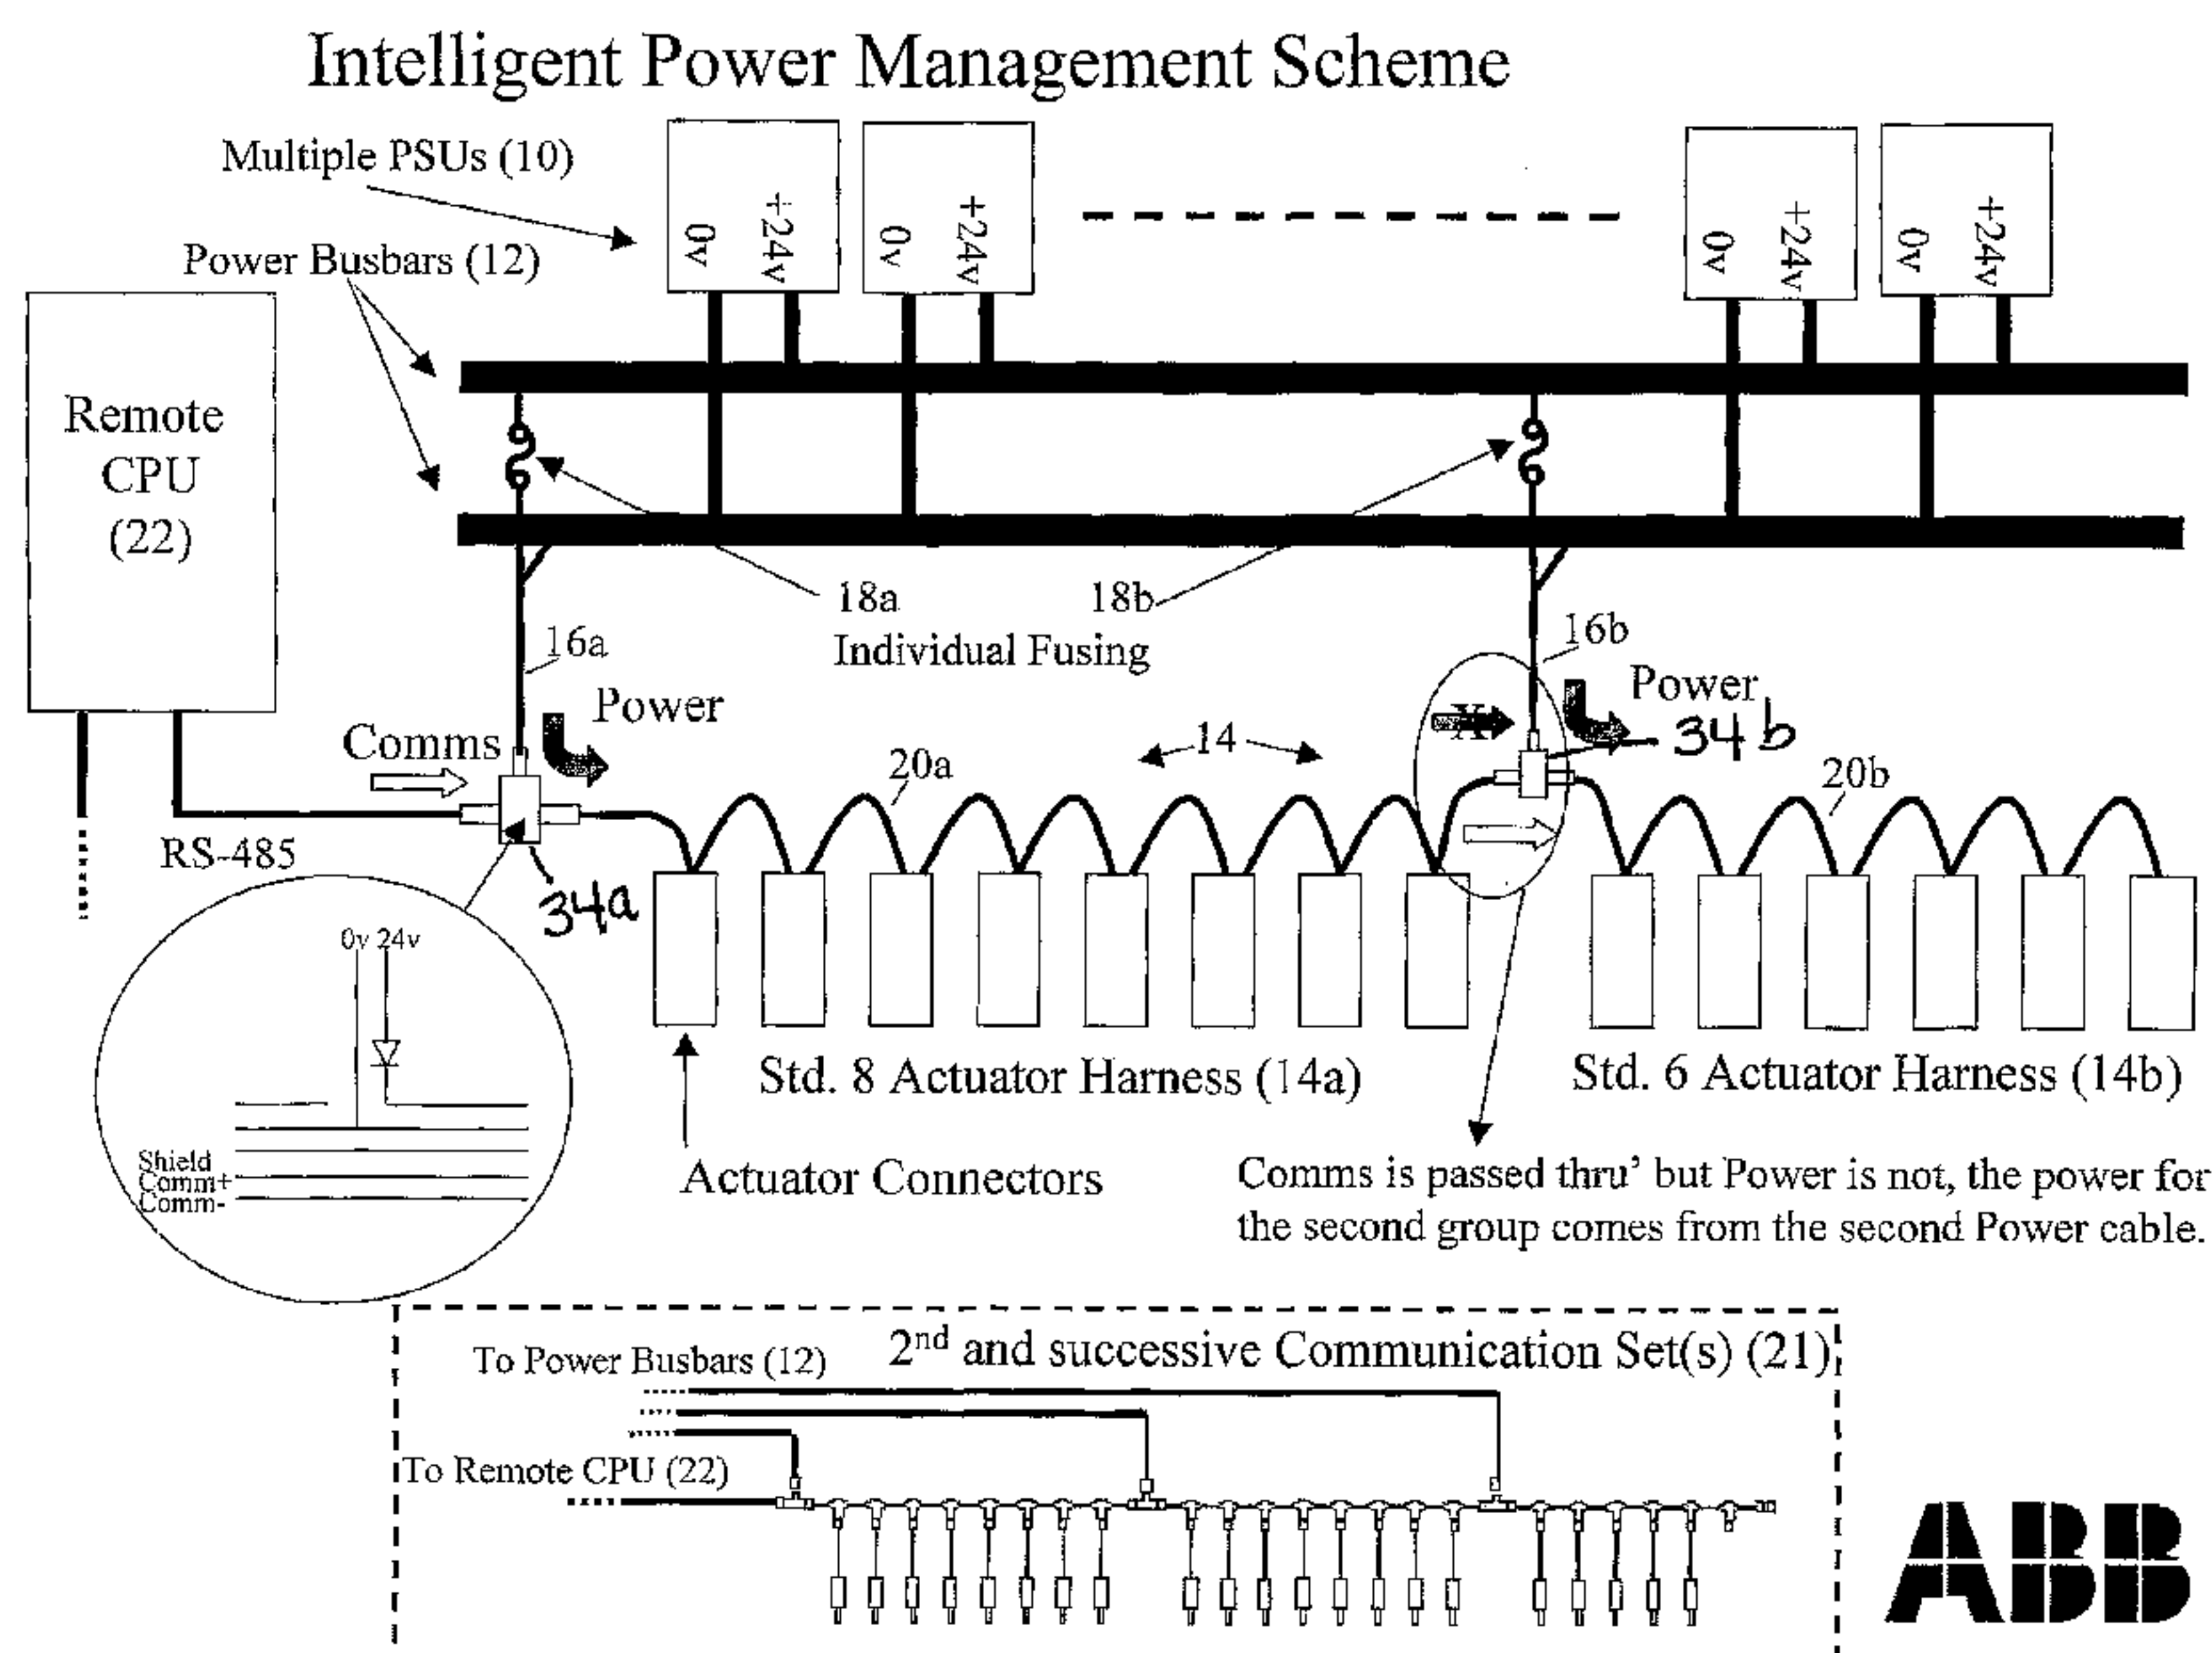 Intelligent Power Management Scheme
Multiple PSUs (10)
0v +24v
0v +24v
0v +24v
0v +24v
Power Busbars (12)
Remote
CPU
(22)
18a
18b
Individual Fusing
16a
16b
Power
Power
34b
Comms
X
14
20a
20b
RS-485
34a
0v 24v
Shield
Comm+
Comm-
Std. 8 Actuator Harness (14a)
Std. 6 Actuator Harness (14b)
Actuator Connectors
Comms is passed thru' but Power is not, the power for
the second group comes from the second Power cable.
2nd and successive Communication Set(s) (21)
To Power Busbars (12)
To Remote CPU (22)
ABB